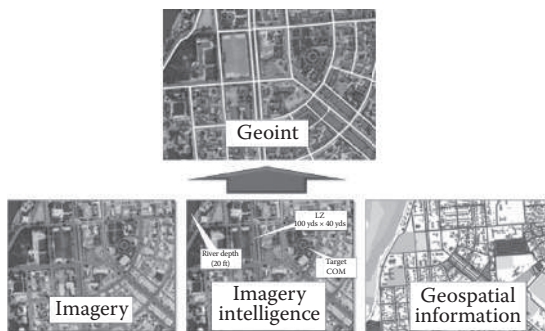 Geoint
LZ
100 yds × 40 yds
River depth
(20 ft)
Target
COM
Imagery
Imagery
intelligence
Geospatial
information